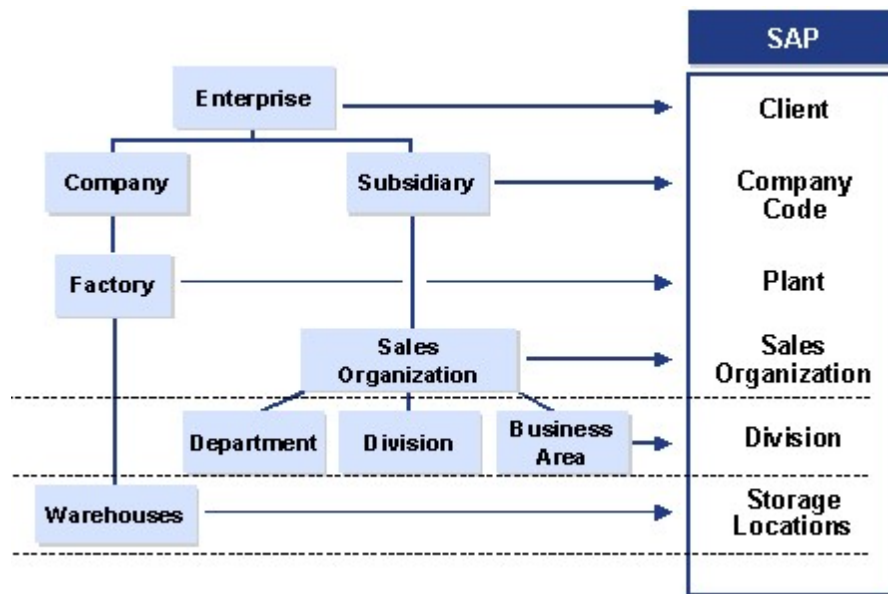 SAP
Enterprise
Client
Company
Subsidiary
Company
Code
Factory
Plant
Sales
Organization
Sales
Organization
Department
Division
Business
Area
Division
Warehouses
Storage
Locations